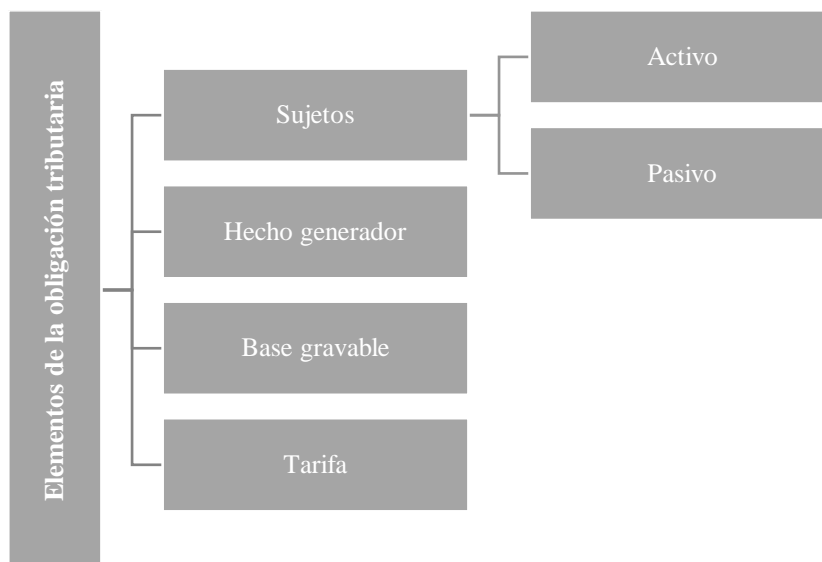 Elementos de la obligación tributaria
Sujetos
Activo
Pasivo
Hecho generador
Base gravable
Tarifa